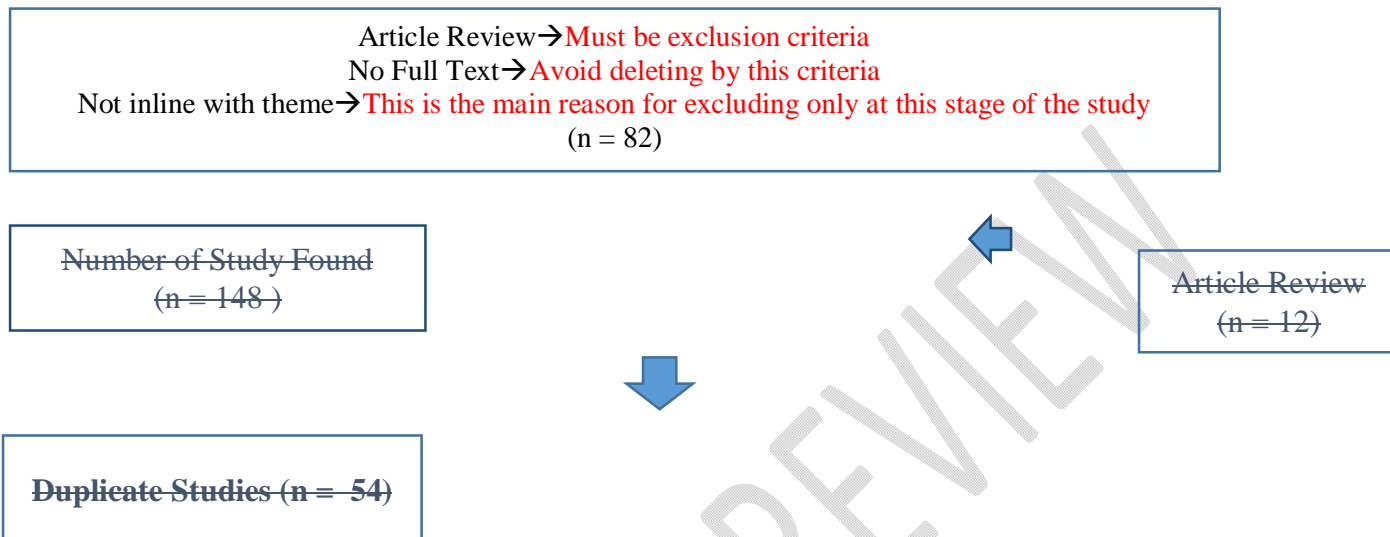 Article Review→Must be exclusion criteria
No Full Text→Avoid deleting by this criteria
Not inline with theme→This is the main reason for excluding only at this stage of the study
(n = 82)
Number of Study Found
(n = 148 )
Article Review
(n = 12)
Duplicate Studies (n =  54)
REVIEW